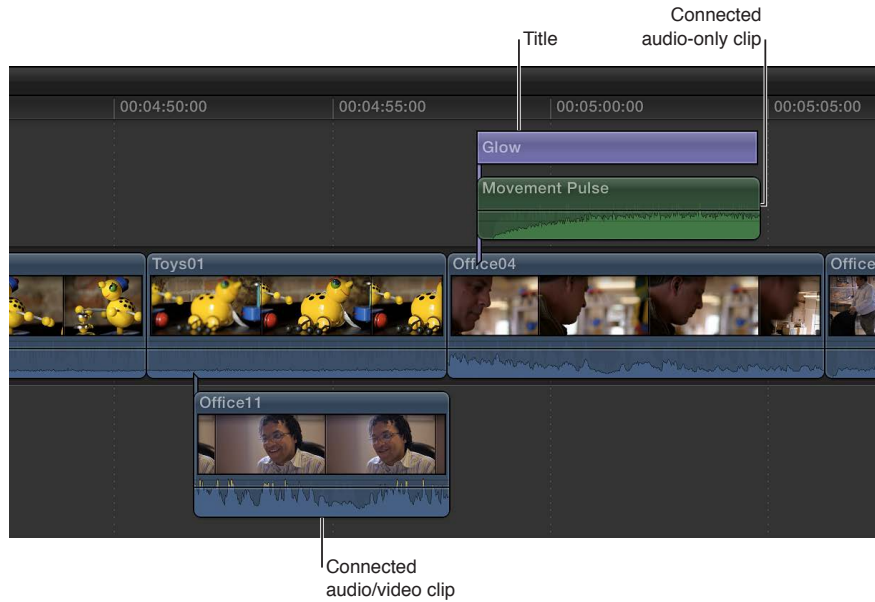 Connected
audio-only clip
Title
00:04:50:00
00:04:55:00
00:05:00:00
00:05:05:00
Glow
Movement Pulse
Toys01
Office04
Office
Office11
Connected
audio/video clip